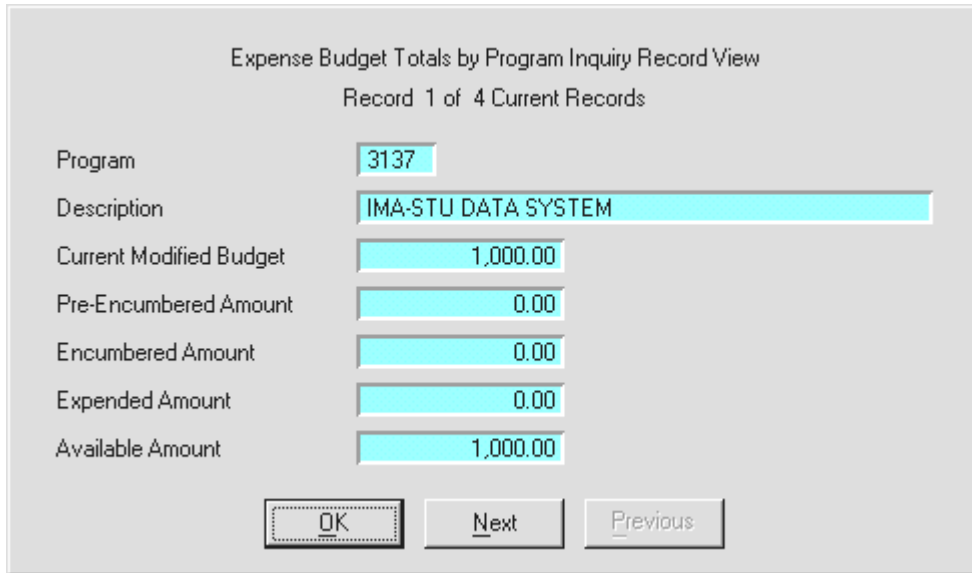 Expense Budget Totals by Program Inquiry Record View
Record 1 of 4 Current Records
Program 3137
Description IMA-STU DATA SYSTEM
Current Modified Budget 1,000.00
Pre-Encumbered Amount 0.00
Encumbered Amount 0.00
Expended Amount 0.00
Available Amount 1,000.00
OK Next Previous